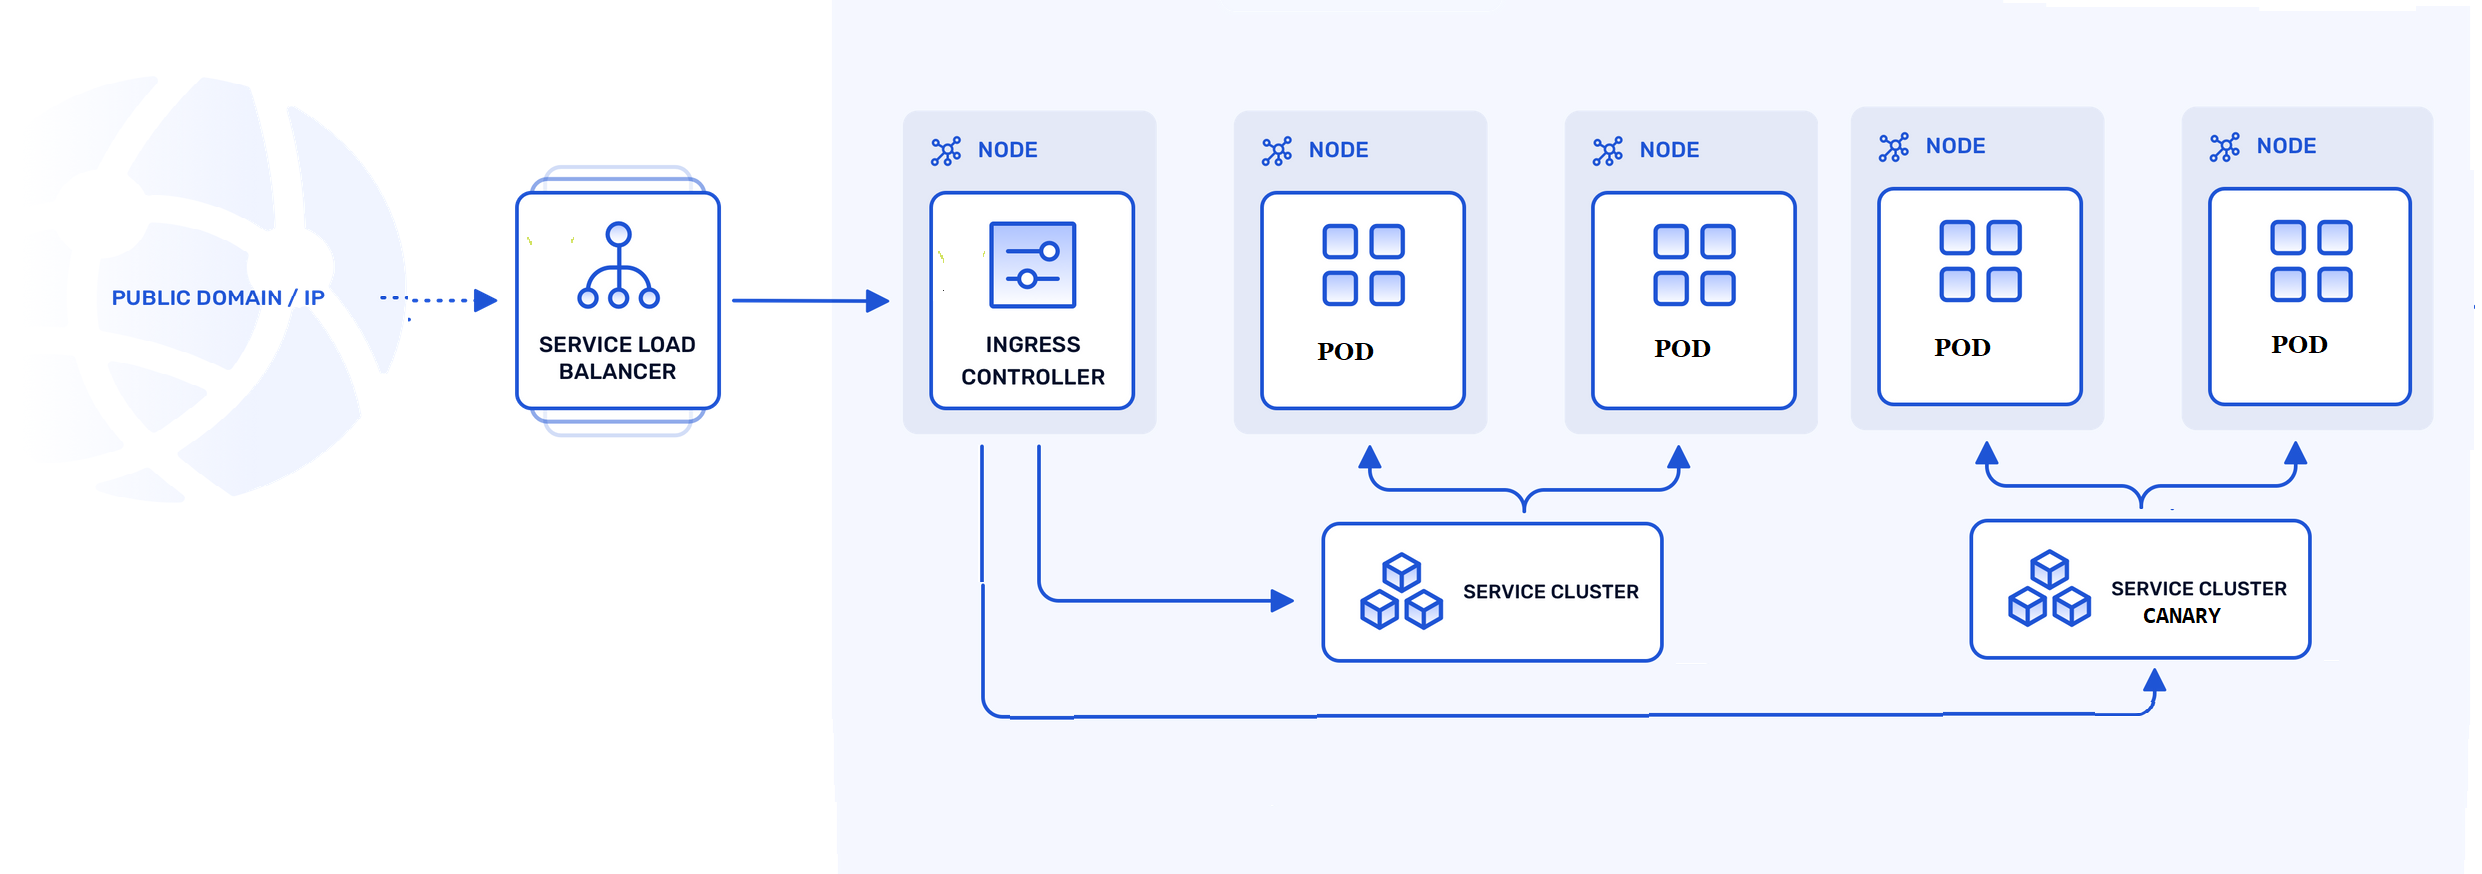 PUBLIC DOMAIN / IP
SERVICE LOAD
BALANCER
NODE
INGRESS
CONTROLLER
NODE
POD
NODE
POD
NODE
POD
NODE
POD
SERVICE CLUSTER
SERVICE CLUSTER
CANARY